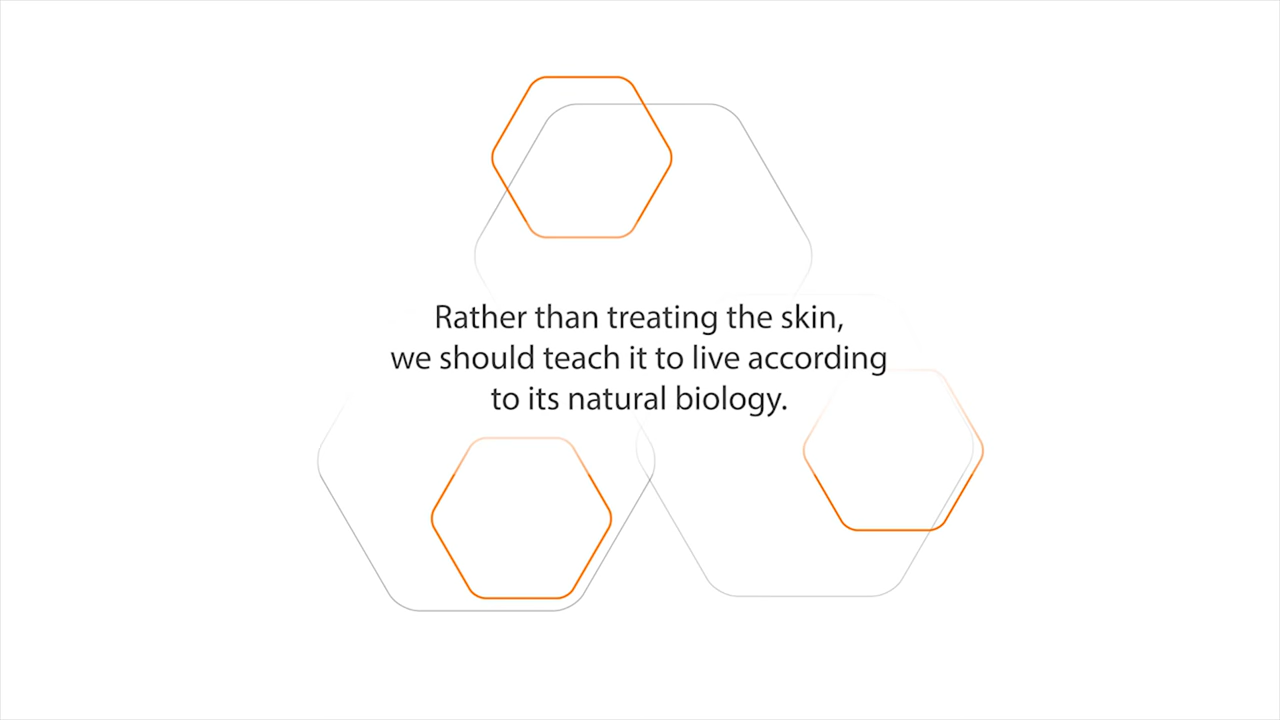 Rather than treating the skin,
we should teach it to live according
to its natural biology.